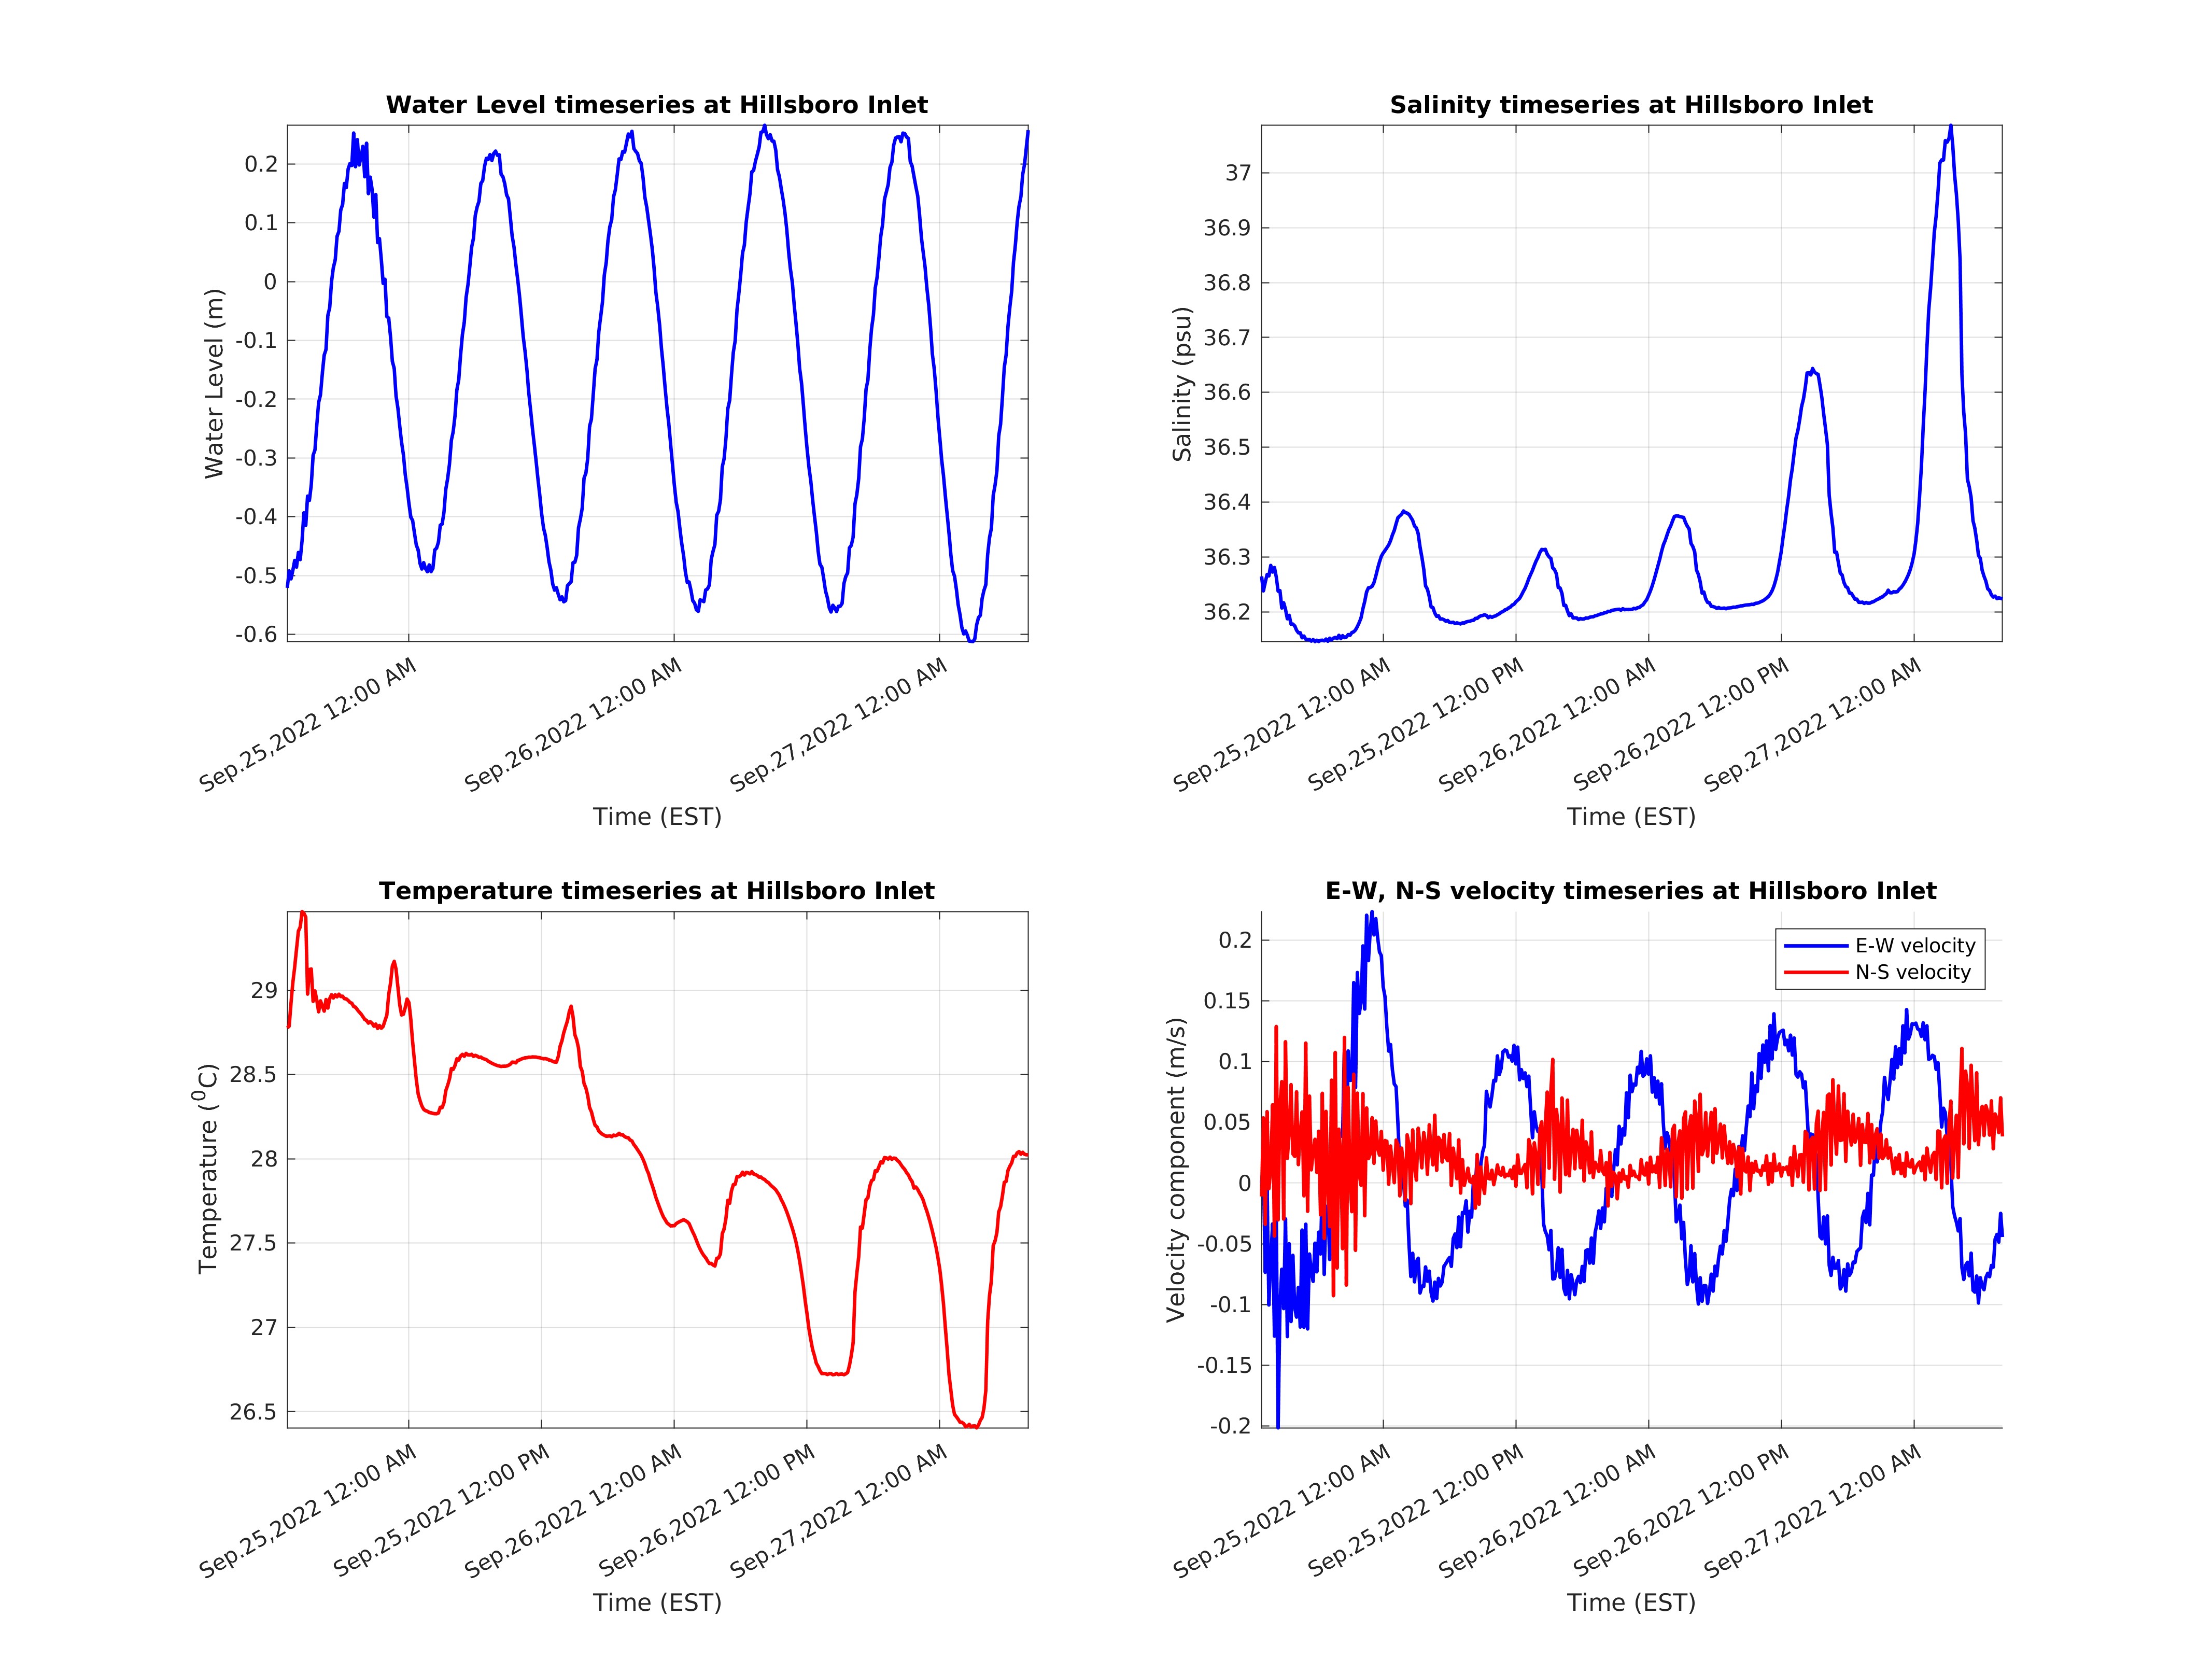 Water Level timeseries at Hillsboro Inlet
Water Level (m)
0.2
0.1
0
-0.1
-0.2
-0.3
-0.4
-0.5
-0.6
Sep.25,2022 12:00 AM
Sep.26,2022 12:00 AM
Sep.27,2022 12:00 AM
Time (EST)
Salinity timeseries at Hillsboro Inlet
Salinity (psu)
37
36.9
36.8
36.7
36.6
36.5
36.4
36.3
36.2
Sep.25,2022 12:00 AM
Sep.25,2022 12:00 PM
Sep.26,2022 12:00 AM
Sep.26,2022 12:00 PM
Sep.27,2022 12:00 AM
Time (EST)
Temperature timeseries at Hillsboro Inlet
Temperature (⁰C)
29
28.5
28
27.5
27
26.5
Sep.25,2022 12:00 AM
Sep.25,2022 12:00 PM
Sep.26,2022 12:00 AM
Sep.26,2022 12:00 PM
Sep.27,2022 12:00 AM
Time (EST)
E-W, N-S velocity timeseries at Hillsboro Inlet
E-W velocity
N-S velocity
Velocity component (m/s)
0.2
0.15
0.1
0.05
0
-0.05
-0.1
-0.15
-0.2
Sep.25,2022 12:00 AM
Sep.25,2022 12:00 PM
Sep.26,2022 12:00 AM
Sep.26,2022 12:00 PM
Sep.27,2022 12:00 AM
Time (EST)